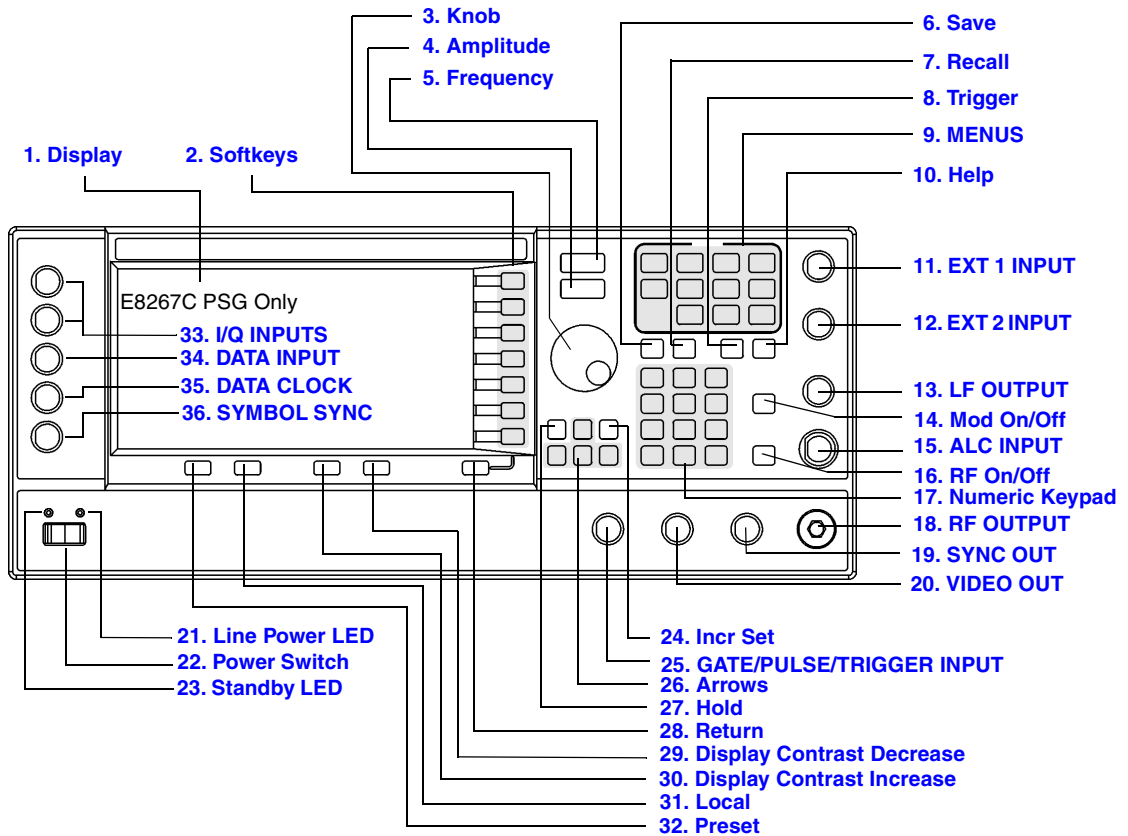 3. Knob
4. Amplitude
5. Frequency
6. Save
7. Recall
8. Trigger
9. MENUS
10. Help
1. Display
2. Softkeys
11. EXT 1 INPUT
12. EXT 2 INPUT
13. LF OUTPUT
14. Mod On/Off
15. ALC INPUT
16. RF On/Off
17. Numeric Keypad
18. RF OUTPUT
19. SYNC OUT
20. VIDEO OUT
E8267C PSG Only
33. I/Q INPUTS
34. DATA INPUT
35. DATA CLOCK
36. SYMBOL SYNC
21. Line Power LED
22. Power Switch
23. Standby LED
24. Incr Set
25. GATE/PULSE/TRIGGER INPUT
26. Arrows
27. Hold
28. Return
29. Display Contrast Decrease
30. Display Contrast Increase
31. Local
32. Preset